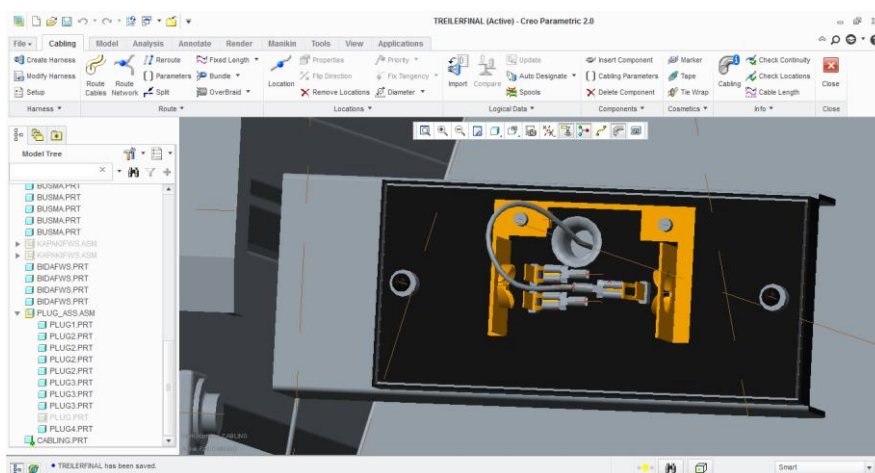 TREILERFINAL (Active) - Creo Parametric 2.0
File Cabling Model Analysis Annotate Render Manikin Tools View Applications
Create Harness Reroute Fixed Length Properties Priority Update Insert Component Marker Check Continuity
Modify Harness Route Cables Route Network Parameters Bundle Location Flip Direction Fix Tangency Import Compare Auto Designate Cabling Parameters Tape Cabling Check Locations Close
Setup Split OverBraid Remove Locations Diameter Spools Delete Component Tie Wrap Cable Length
Harness Route Locations Logical Data Components Cosmetics Info Close
Model Tree
BUSMA.PRT
BUSMA.PRT
BUSMA.PRT
BUSMA.PRT
BUSMA.PRT
KAPAKIFWS.ASM
KAPAKIFWS.ASM
BIDAFWS.PRT
BIDAFWS.PRT
BIDAFWS.PRT
BIDAFWS.PRT
PLUG_ASS.ASM
PLUG1.PRT
PLUG2.PRT
PLUG2.PRT
PLUG2.PRT
PLUG2.PRT
PLUG3.PRT
PLUG3.PRT
PLUG3.PRT
PLUG.PRT
PLUG4.PRT
CABLING.PRT
TREILERFINAL has been saved.
Smart